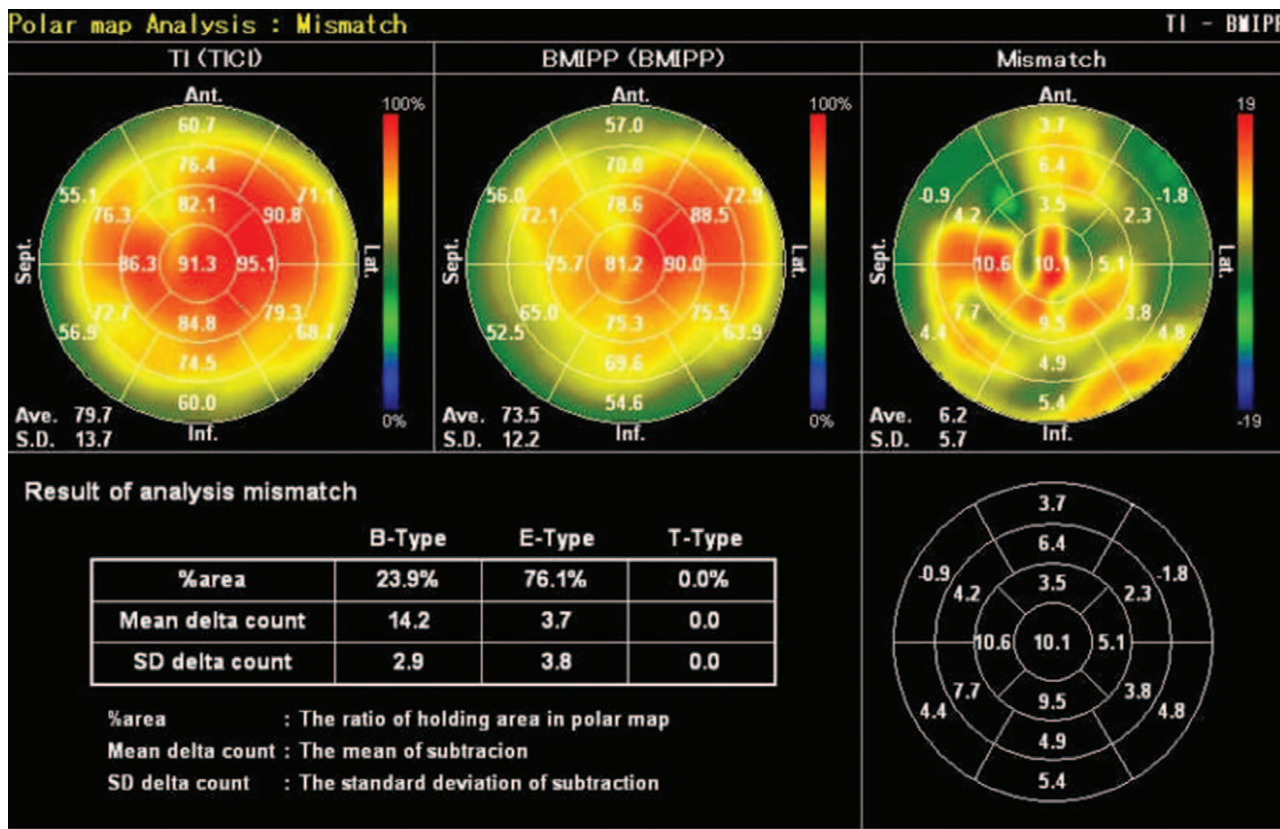 Polar map Analysis : Mismatch
Tl - BMIPP
Tl (TlCl)
BMIPP (BMIPP)
Mismatch
Ant.
60.7
76.4
82.1
55.1
76.3
90.8
71.1
Sept.
86.3
91.3
95.1
Lat.
56.9
72.7
84.8
79.3
68.7
74.5
60.0
Inf.
100%
0%
Ave. 79.7
S.D. 13.7
Ant.
57.0
70.0
78.6
56.0
72.1
88.5
72.9
Sept.
75.7
81.2
90.0
Lat.
52.5
65.0
75.3
75.5
63.9
69.6
54.6
Inf.
100%
0%
Ave. 73.5
S.D. 12.2
Ant.
3.7
6.4
3.5
-0.9
4.2
2.3
-1.8
Sept.
10.6
10.1
5.1
Lat.
4.4
7.7
9.5
3.8
4.8
4.9
5.4
Inf.
19
-19
Ave. 6.2
S.D. 5.7
Result of analysis mismatch
B-Type E-Type T-Type
%area 23.9% 76.1% 0.0%
Mean delta count 14.2 3.7 0.0
SD delta count 2.9 3.8 0.0
%area : The ratio of holding area in polar map
Mean delta count : The mean of subtracion
SD delta count : The standard deviation of subtraction
3.7
6.4
3.5
-0.9
4.2
2.3
-1.8
10.6
10.1
5.1
4.4
7.7
9.5
3.8
4.8
4.9
5.4